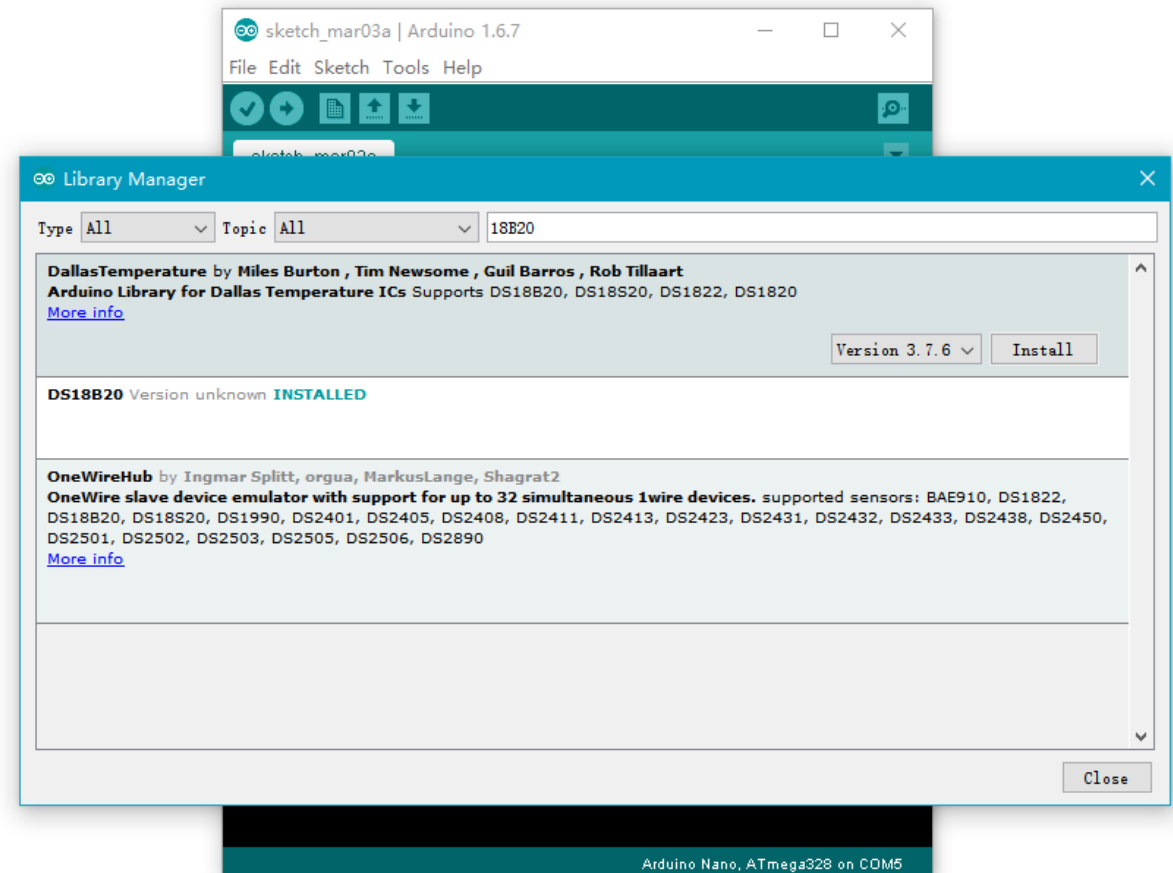 sketch_mar03a | Arduino 1.6.7
File Edit Sketch Tools Help
sketch_mar03a
Library Manager
Type All Topic All 18B20
DallasTemperature by Miles Burton , Tim Newsome , Guil Barros , Rob Tillaart
Arduino Library for Dallas Temperature ICs Supports DS18B20, DS18S20, DS1822, DS1820
More info
Version 3.7.6 Install
DS18B20 Version unknown INSTALLED
OneWireHub by Ingmar Splitt, orgua, MarkusLange, Shagrat2
OneWire slave device emulator with support for up to 32 simultaneous 1wire devices. supported sensors: BAE910, DS1822,
DS18B20, DS18S20, DS1990, DS2401, DS2405, DS2408, DS2411, DS2413, DS2423, DS2431, DS2432, DS2433, DS2438, DS2450,
DS2501, DS2502, DS2503, DS2505, DS2506, DS2890
More info
Close
Arduino Nano, ATmega328 on COM5